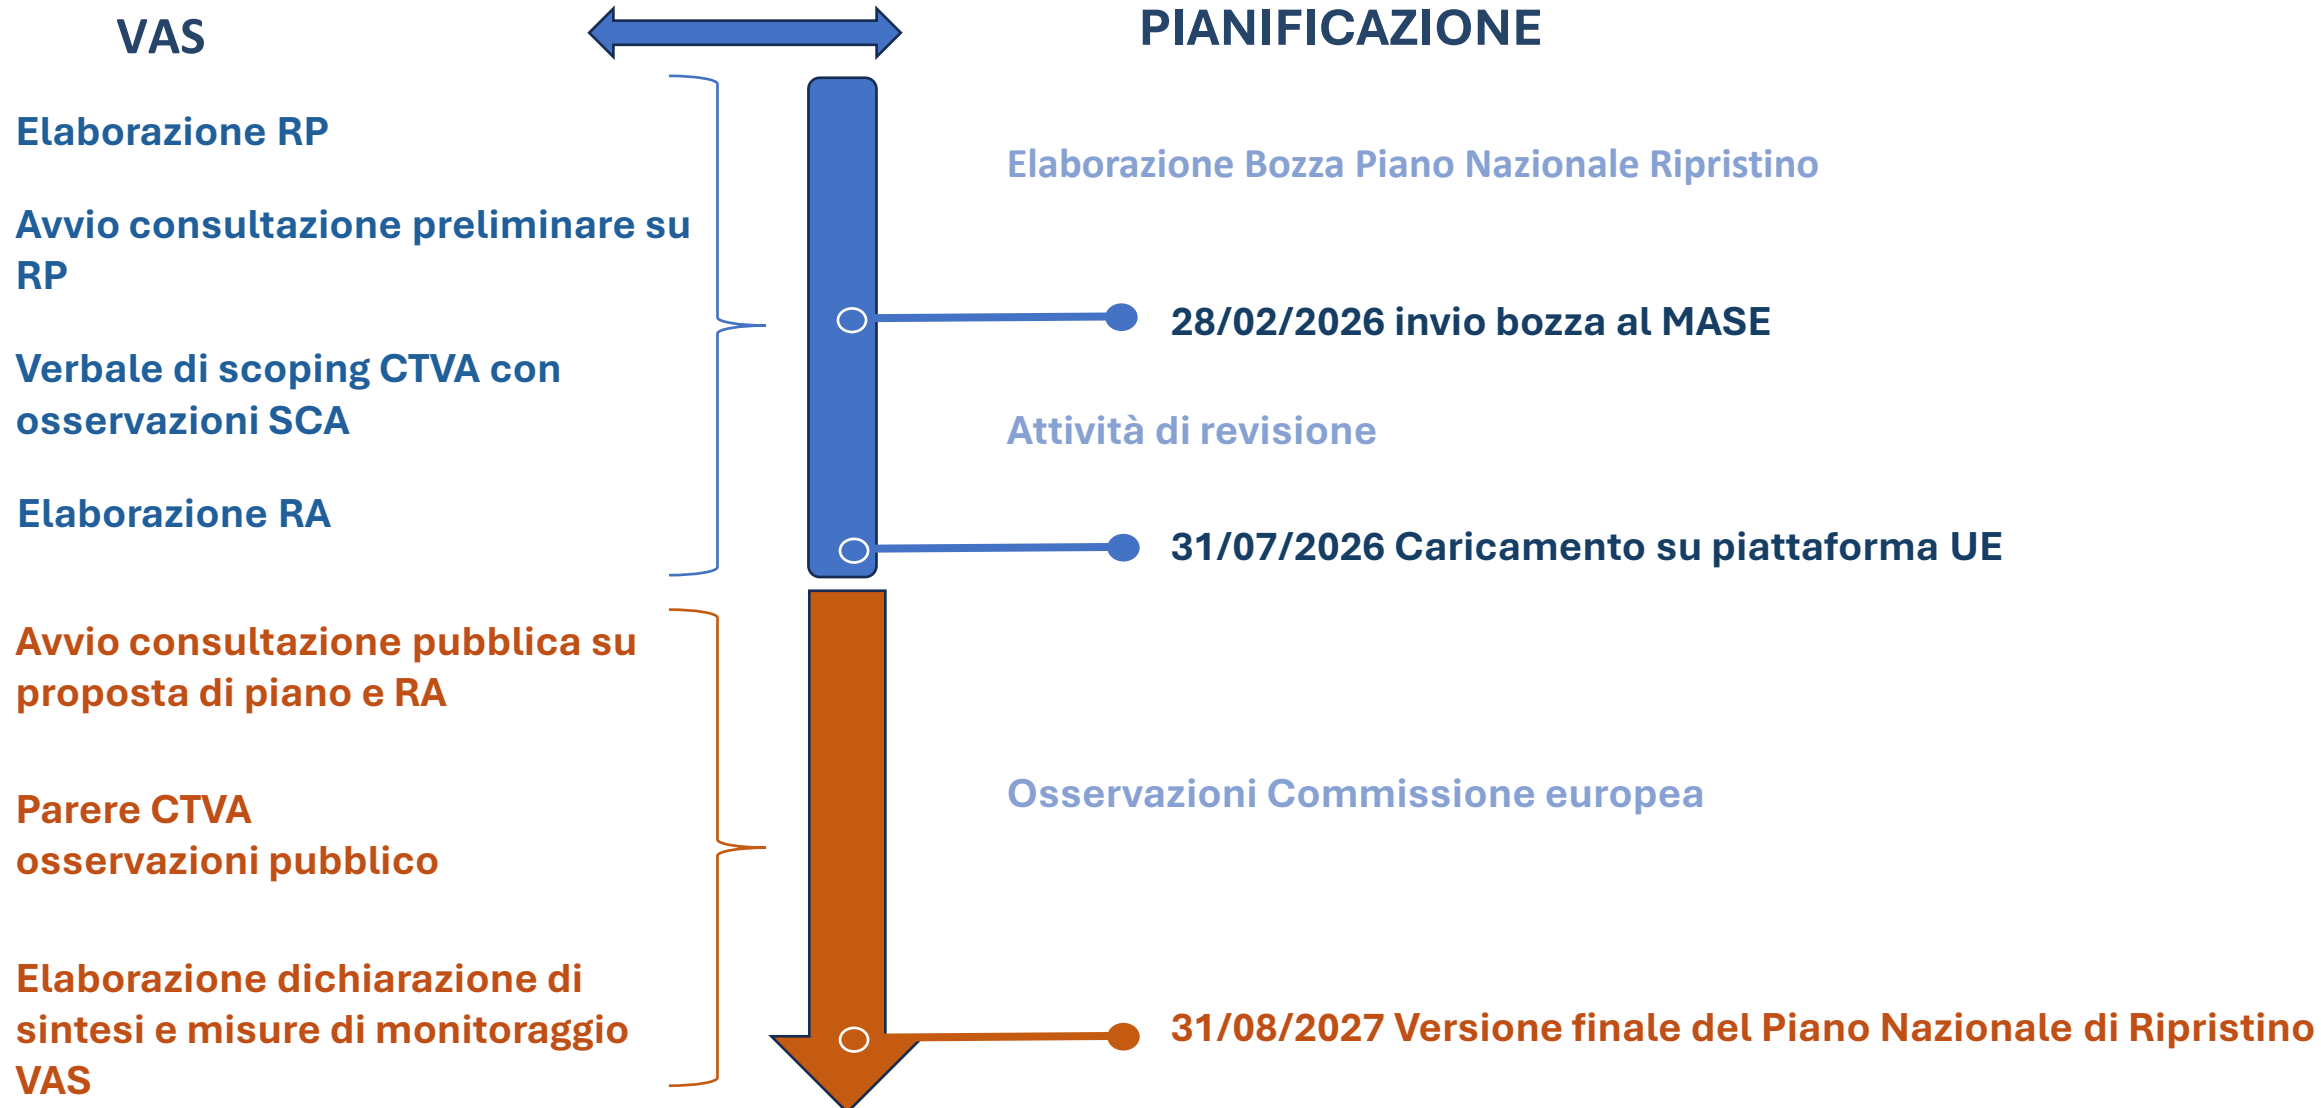 VAS
PIANIFICAZIONE
Elaborazione RP
Avvio consultazione preliminare su
RP
Verbale di scoping CTVA con
osservazioni SCA
Elaborazione RA
Elaborazione Bozza Piano Nazionale Ripristino
28/02/2026 invio bozza al MASE
Attività di revisione
31/07/2026 Caricamento su piattaforma UE
Avvio consultazione pubblica su
proposta di piano e RA
Parere CTVA
osservazioni pubblico
Elaborazione dichiarazione di
sintesi e misure di monitoraggio
VAS
Osservazioni Commissione europea
31/08/2027 Versione finale del Piano Nazionale di Ripristino